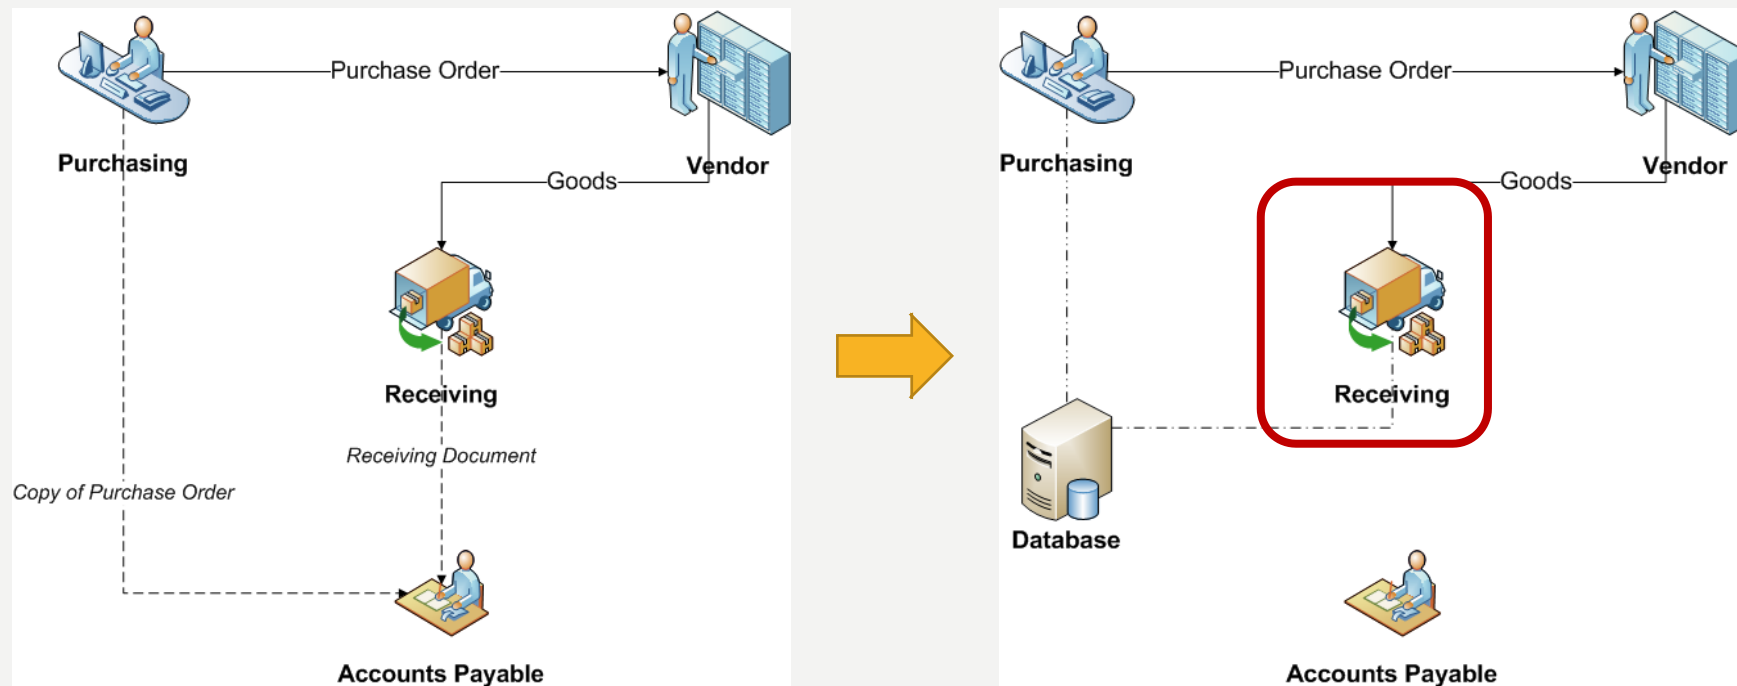 Purchase Order
Purchasing
Vendor
Goods
Receiving
Receiving Document
Copy of Purchase Order
Accounts Payable
Purchase Order
Purchasing
Vendor
Goods
Receiving
Database
Accounts Payable